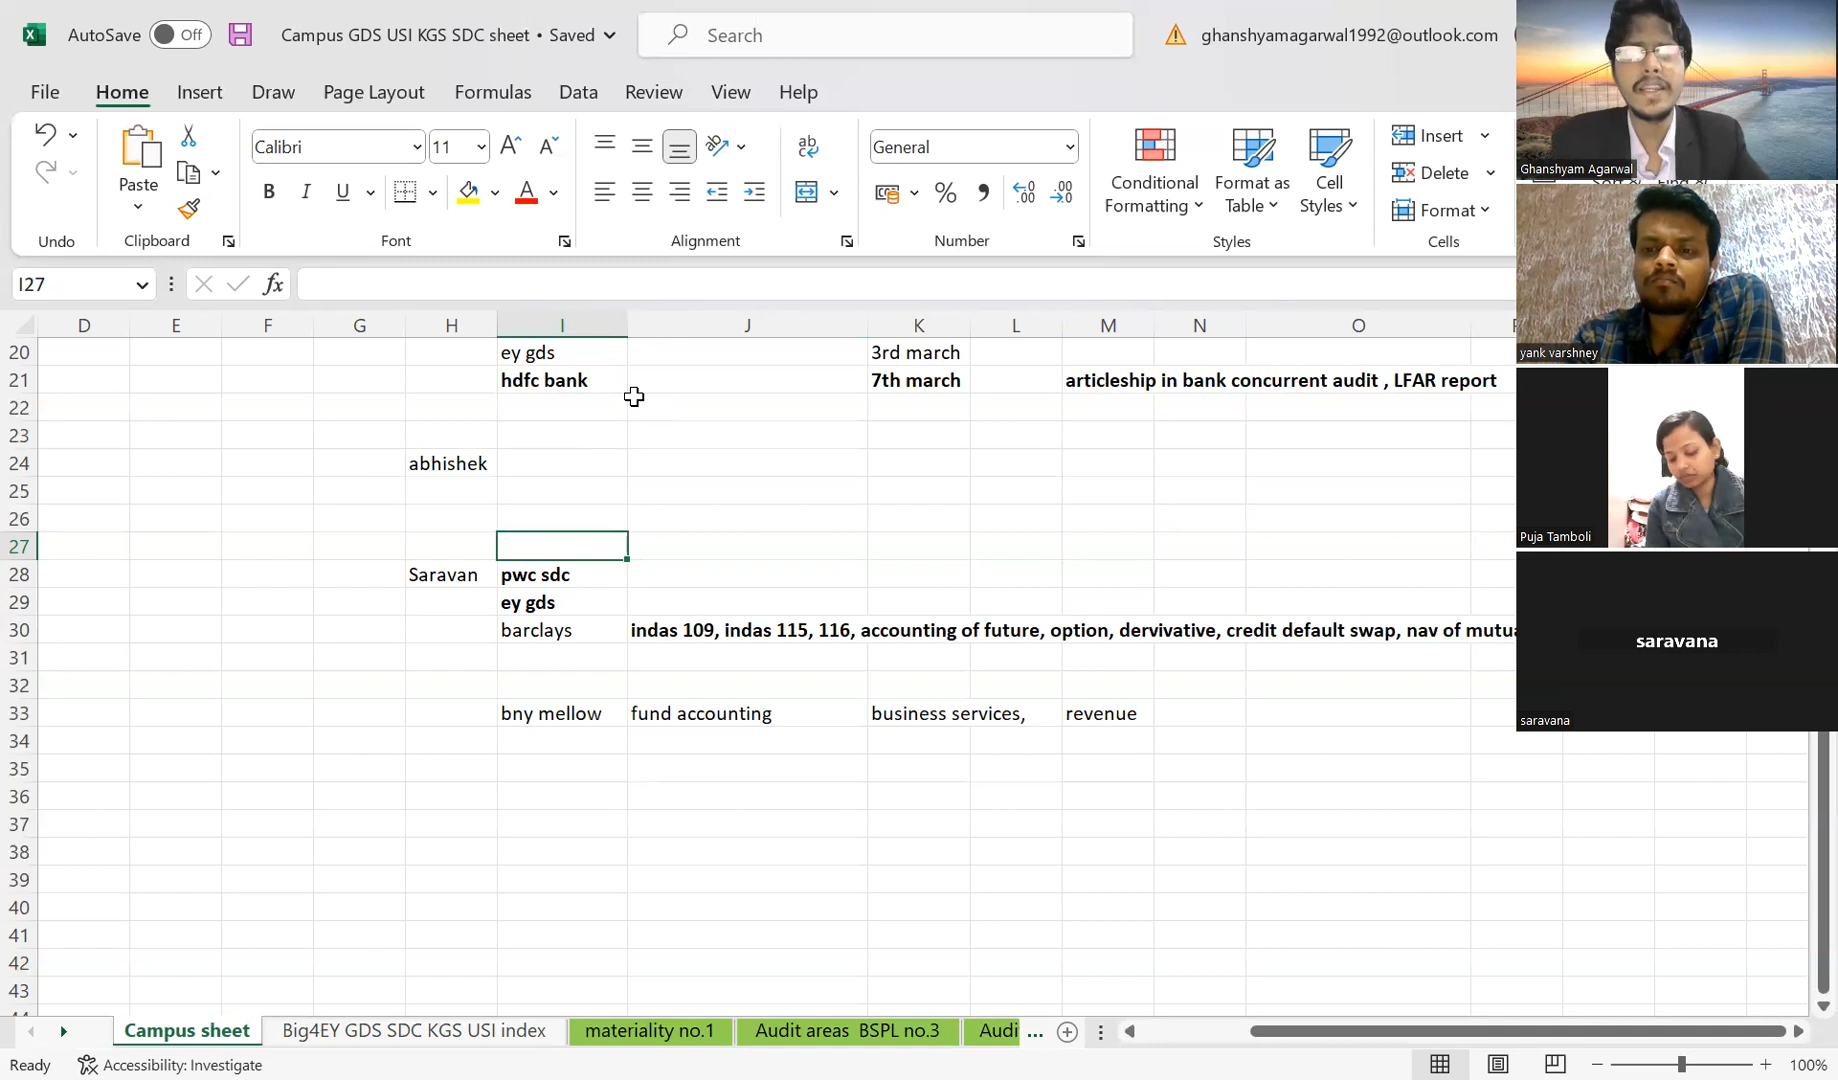 AutoSave Off Campus GDS USI KGS SDC sheet • Saved Search ghanshyamagarwal1992@outlook.com
File Home Insert Draw Page Layout Formulas Data Review View Help
Calibri 11 General Insert
Paste Conditional Formatting Format as Table Cell Styles Delete
Format
Undo Clipboard Font Alignment Number Styles Cells
I27 fx
D E F G H I J K L M N O
20 ey gds 3rd march
21 hdfc bank 7th march articleship in bank concurrent audit , LFAR report
22
23
24 abhishek
25
26
27
28 Saravan pwc sdc
29 ey gds
30 barclays indas 109, indas 115, 116, accounting of future, option, dervivative, credit default swap, nav of mutua
31
32
33 bny mellow fund accounting business services, revenue
34
35
36
37
38
39
40
41
42
43
Campus sheet Big4EY GDS SDC KGS USI index materiality no.1 Audit areas BSPL no.3 Audi ...
Ready Accessibility: Investigate 100%
Ghanshyam Agarwal
yank varshney
Puja Tamboli
saravana
saravana